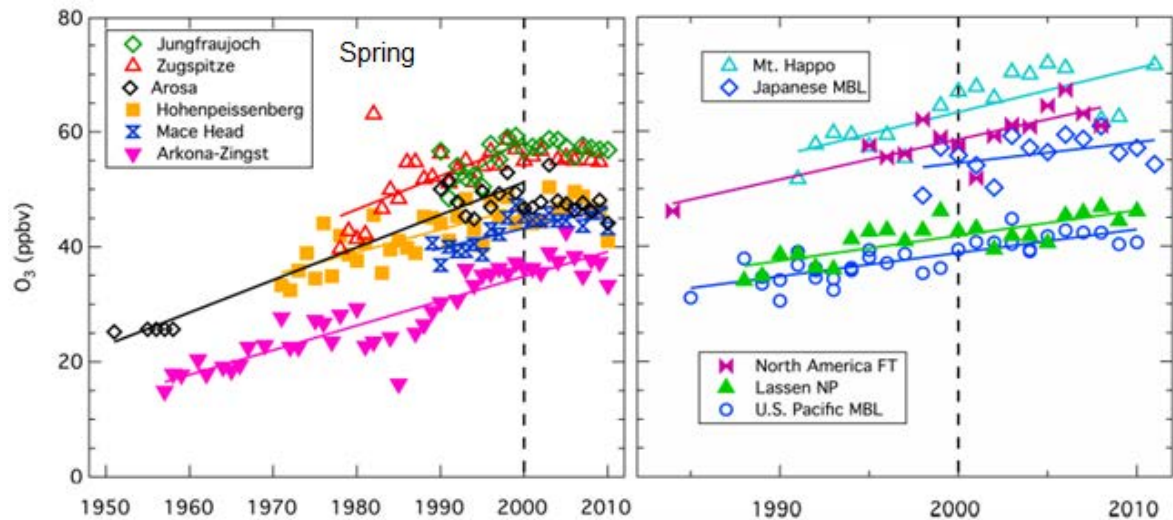 O3 (ppbv)
80
60
40
20
0
Jungfraujoch
Zugspitze
Arosa
Hohenpeissenberg
Mace Head
Arkona-Zingst
Spring
1950 1960 1970 1980 1990 2000 2010
Mt. Happo
Japanese MBL
North America FT
Lassen NP
U.S. Pacific MBL
1990 2000 2010